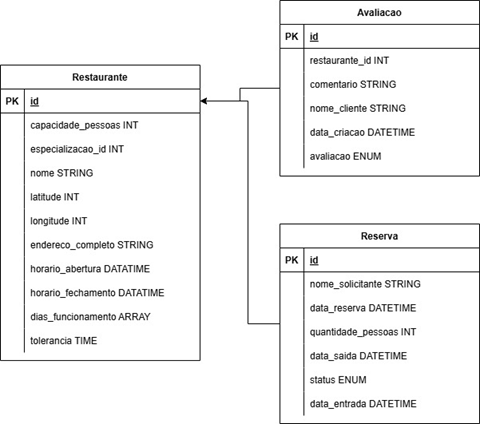 Avaliacao
PK id
restaurante_id INT
comentario STRING
nome_cliente STRING
data_criacao DATETIME
avaliacao ENUM
Restaurante
PK id
capacidade_pessoas INT
especializacao_id INT
nome STRING
latitude INT
longitude INT
endereco_completo STRING
horario_abertura DATATIME
horario_fechamento DATATIME
dias_funcionamento ARRAY
tolerancia TIME
Reserva
PK id
nome_solicitante STRING
data_reserva DATETIME
quantidade_pessoas INT
data_saida DATETIME
status ENUM
data_entrada DATETIME